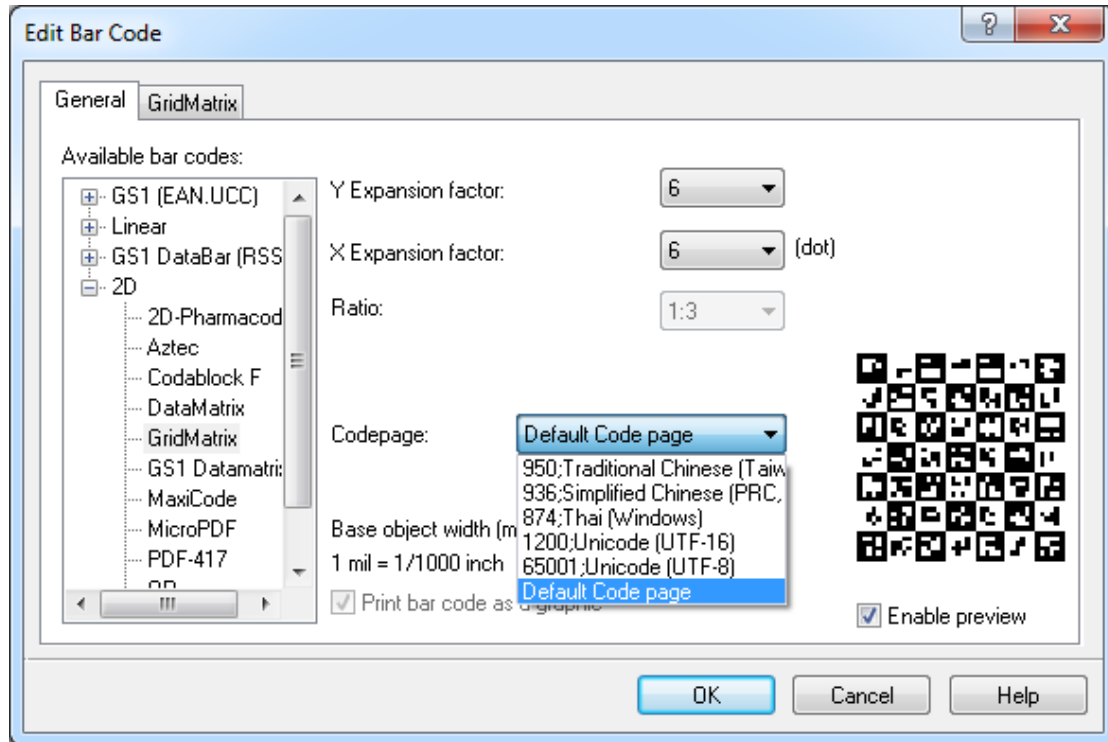 Edit Bar Code
General GridMatrix
Available bar codes:
GS1 (EAN.UCC)
Linear
GS1 DataBar (RSS
2D
2D-Pharmacod
Aztec
Codablock F
DataMatrix
GridMatrix
GS1 Datamatri
MaxiCode
MicroPDF
PDF-417
Y Expansion factor: 6
X Expansion factor: 6 (dot)
Ratio: 1:3
Codepage: Default Code page
950;Traditional Chinese (Taiw
936;Simplified Chinese (PRC,
874;Thai (Windows)
1200;Unicode (UTF-16)
65001;Unicode (UTF-8)
Default Code page
Base object width (m
1 mil = 1/1000 inch
Print bar code as a graphic
Enable preview
OK Cancel Help